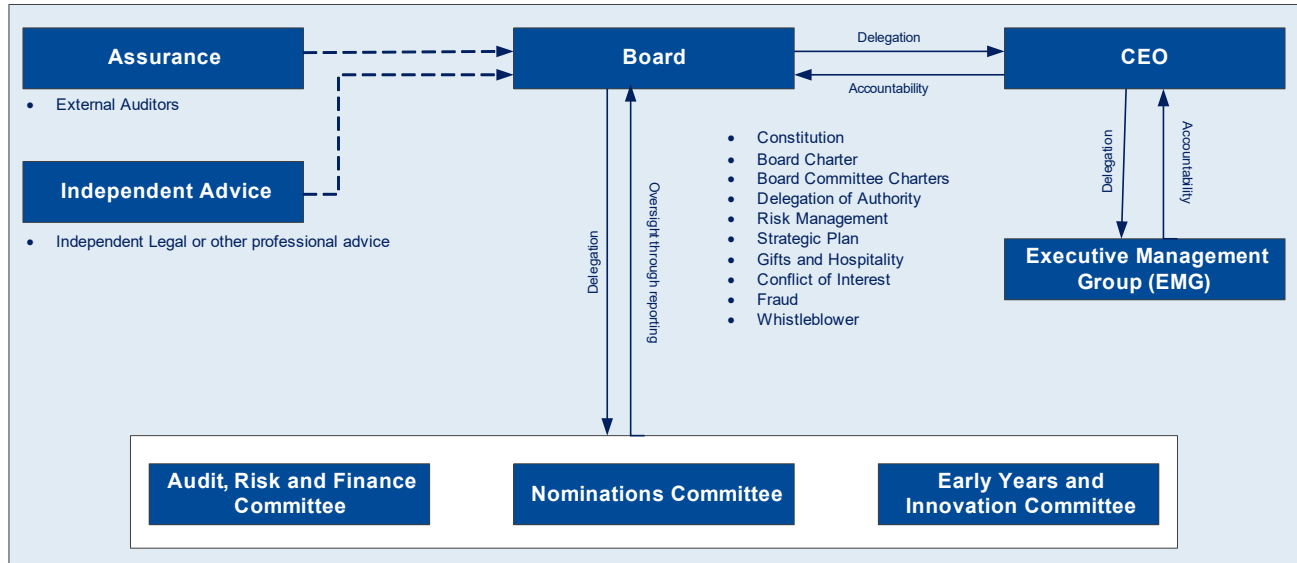 Assurance
Board
CEO
Delegation
Accountability
• External Auditors
Independent Advice
• Independent Legal or other professional advice
Delegation
Oversight through reporting
• Constitution
• Board Charter
• Board Committee Charters
• Delegation of Authority
• Risk Management
• Strategic Plan
• Gifts and Hospitality
• Conflict of Interest
• Fraud
• Whistleblower
Delegation
Accountability
Executive Management
Group (EMG)
Audit, Risk and Finance
Committee
Nominations Committee
Early Years and
Innovation Committee